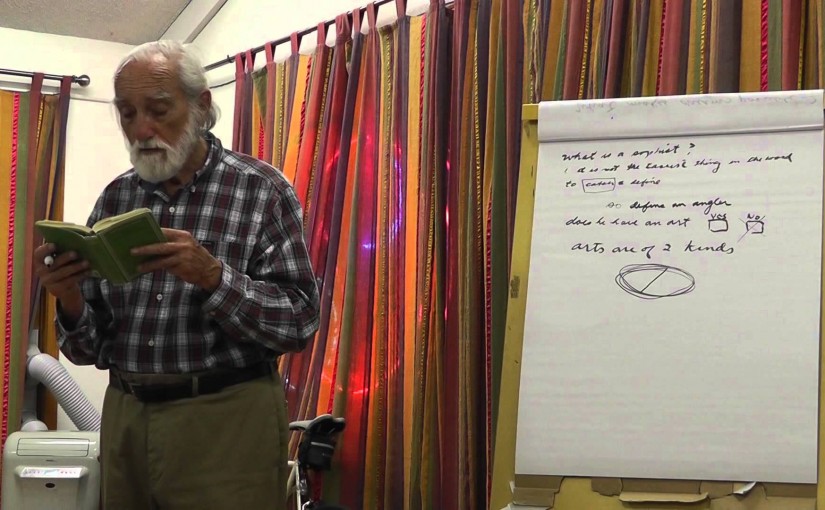 What is a sophist?
it is not the easiest thing in the world
to catch & define
so define an angler
does he have an art YES NO
arts are of 2 kinds